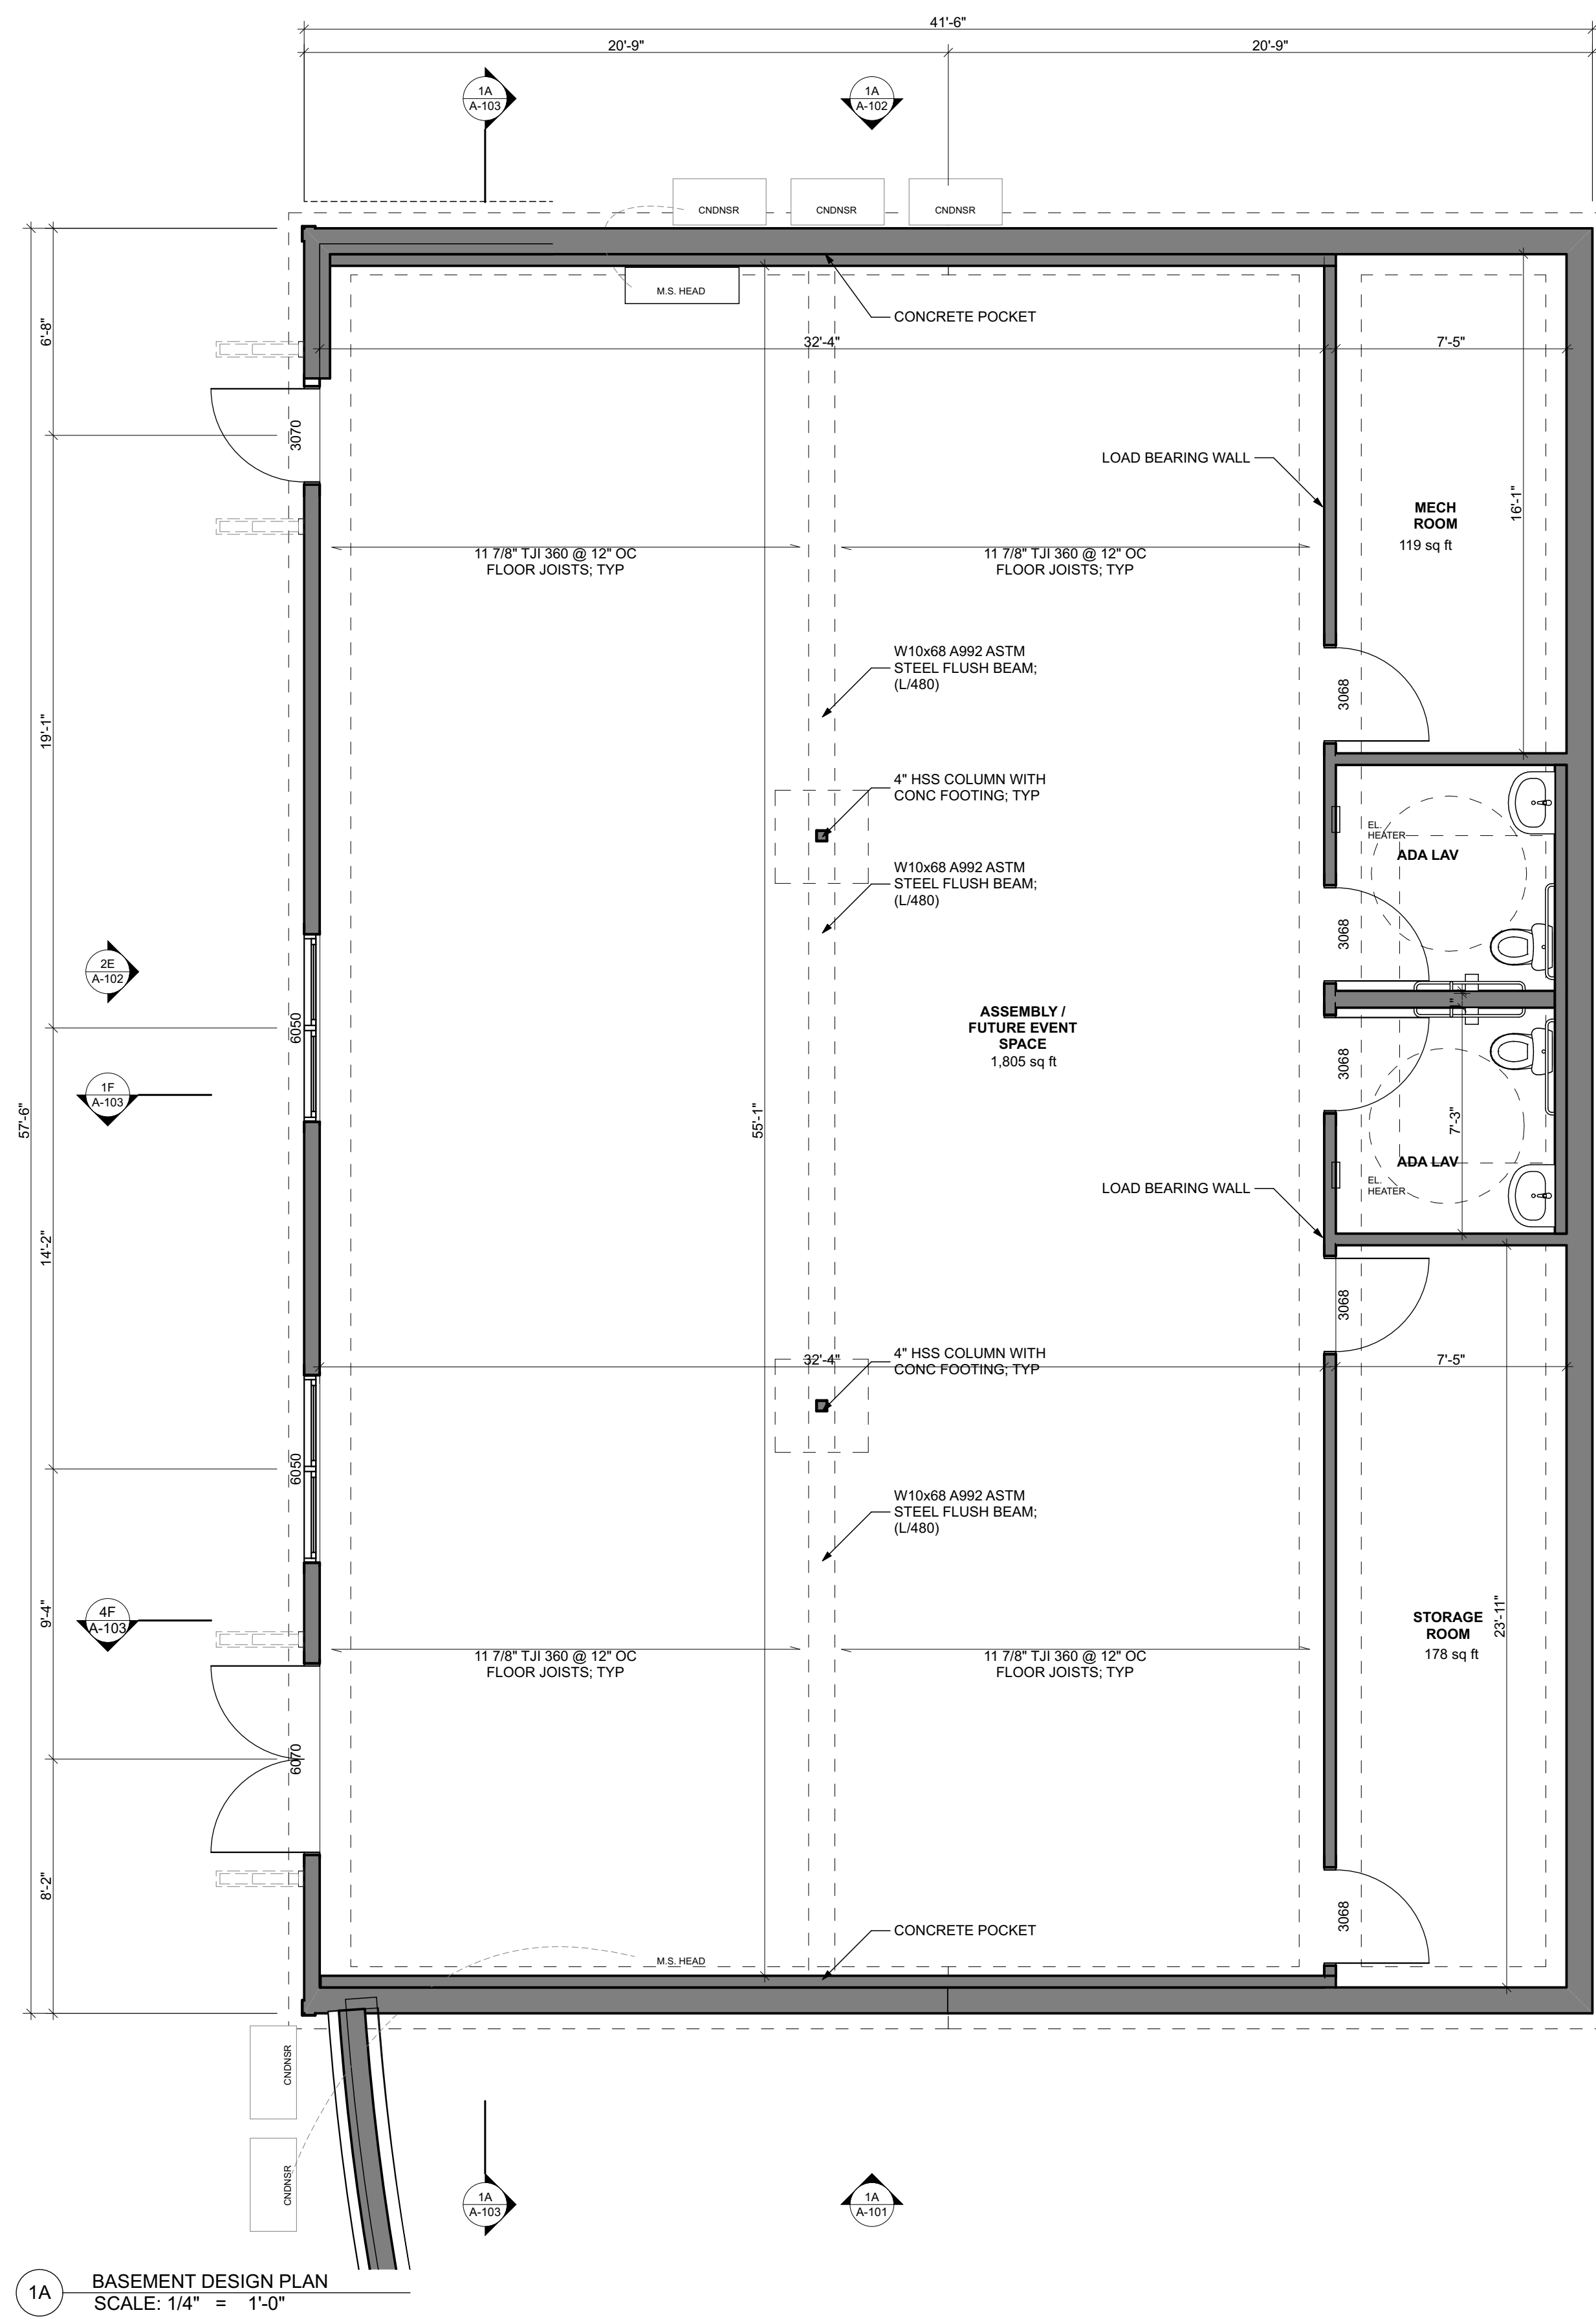 41'-6"
20'-9"
20'-9"
1A
A-103
1A
A-102
CNDNSR
CNDNSR
CNDNSR
M.S. HEAD
CONCRETE POCKET
6'-8"
32'-4"
7'-5"
3070
LOAD BEARING WALL
MECH
ROOM
119 sq ft
16'-1"
11 7/8" TJI 360 @ 12" OC
FLOOR JOISTS; TYP
11 7/8" TJI 360 @ 12" OC
FLOOR JOISTS; TYP
W10x68 A992 ASTM
STEEL FLUSH BEAM;
(L/480)
3068
19'-1"
4" HSS COLUMN WITH
CONC FOOTING; TYP
EL.
HEATER
ADA LAV
W10x68 A992 ASTM
STEEL FLUSH BEAM;
(L/480)
3068
2E
A-102
6050
ASSEMBLY /
FUTURE EVENT
SPACE
1,805 sq ft
3068
1F
A-103
57'-6"
55'-1"
7'-3"
ADA LAV
EL.
HEATER
LOAD BEARING WALL
14'-2"
3068
4" HSS COLUMN WITH
CONC FOOTING; TYP
32'-4"
7'-5"
6050
W10x68 A992 ASTM
STEEL FLUSH BEAM;
(L/480)
9'-4"
4F
A-103
STORAGE
ROOM
178 sq ft
23'-11"
11 7/8" TJI 360 @ 12" OC
FLOOR JOISTS; TYP
11 7/8" TJI 360 @ 12" OC
FLOOR JOISTS; TYP
6070
8'-2"
3068
CONCRETE POCKET
M.S. HEAD
CNDNSR
CNDNSR
1A
A-103
1A
A-101
1A
BASEMENT DESIGN PLAN
SCALE: 1/4" = 1'-0"